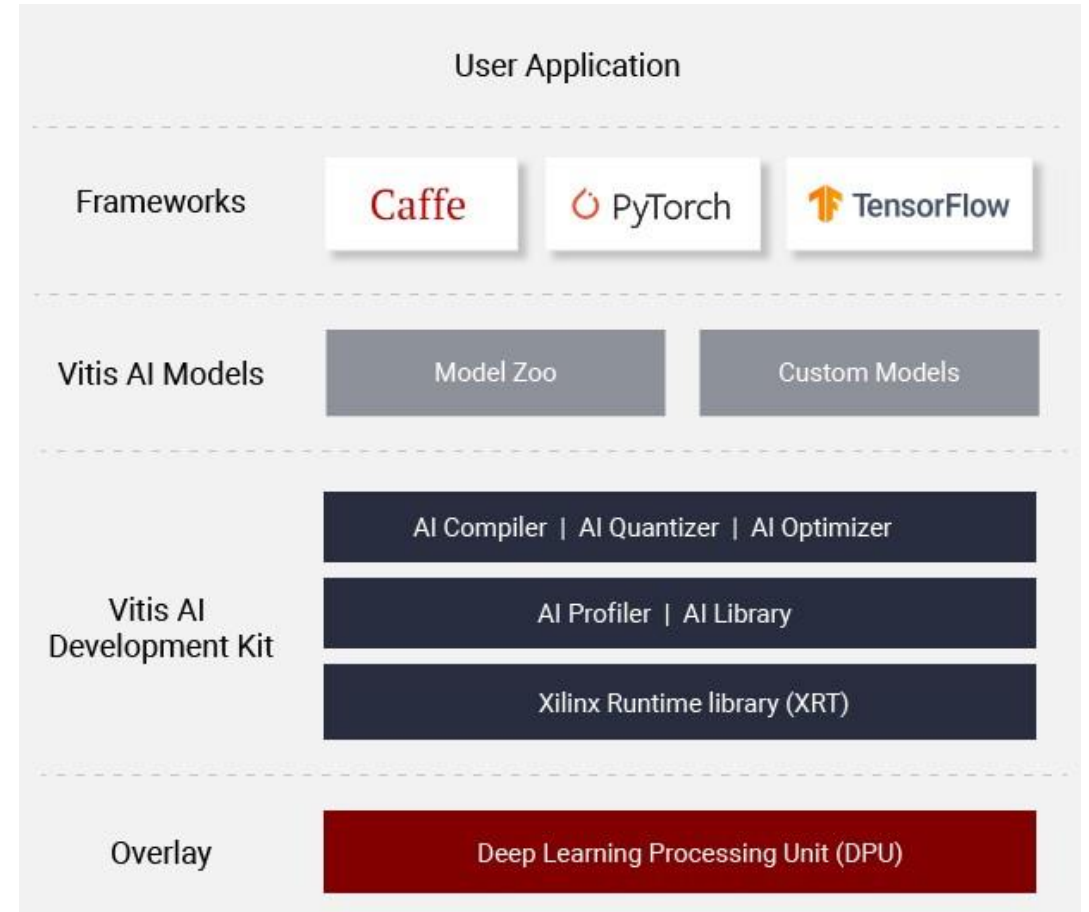 User Application
Frameworks
Caffe
PyTorch
TensorFlow
Vitis AI Models
Model Zoo
Custom Models
Vitis AI
Development Kit
AI Compiler | AI Quantizer | AI Optimizer
AI Profiler | AI Library
Xilinx Runtime library (XRT)
Overlay
Deep Learning Processing Unit (DPU)